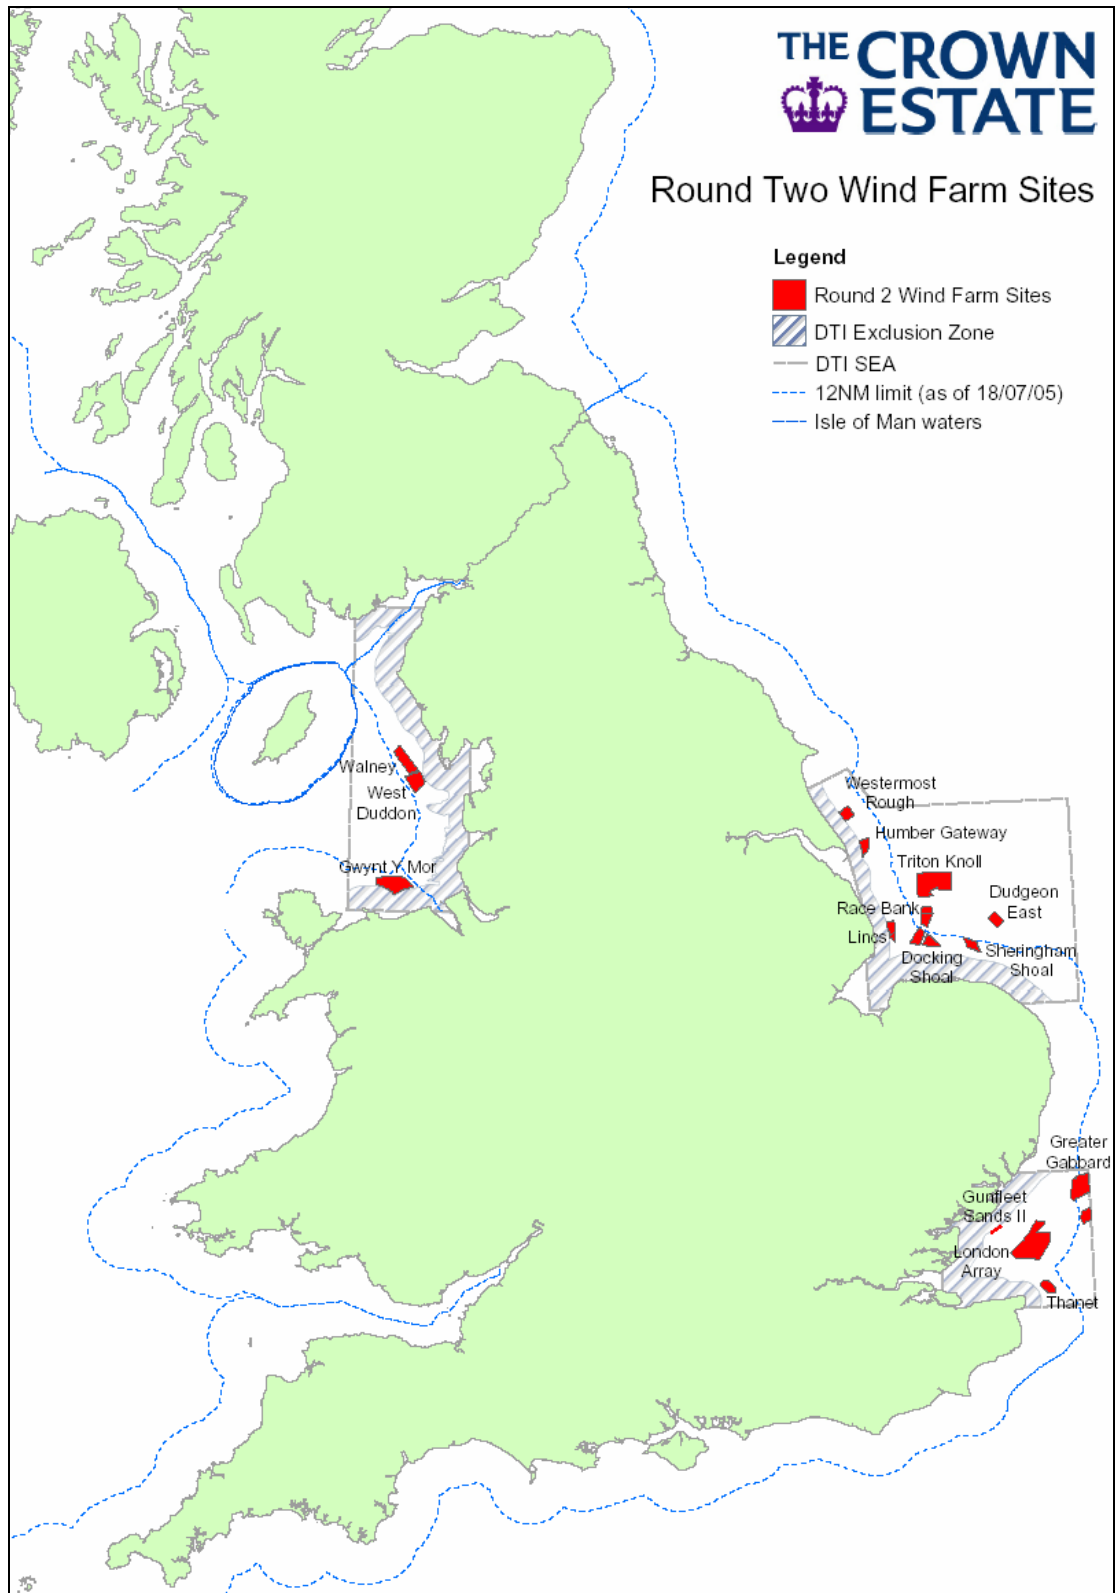 THE CROWN
ESTATE
Round Two Wind Farm Sites
Legend
Round 2 Wind Farm Sites
DTI Exclusion Zone
DTI SEA
12NM limit (as of 18/07/05)
Isle of Man waters
Walney
West
Duddon
Gwynt Y Mor
Westermost
Rough
Humber Gateway
Triton Knoll
Dudgeon
East
Race Bank
Lincs
Docking
Shoal
Sheringham
Shoal
Greater
Gabbard
Gunfleet
Sands II
London
Array
Thanet